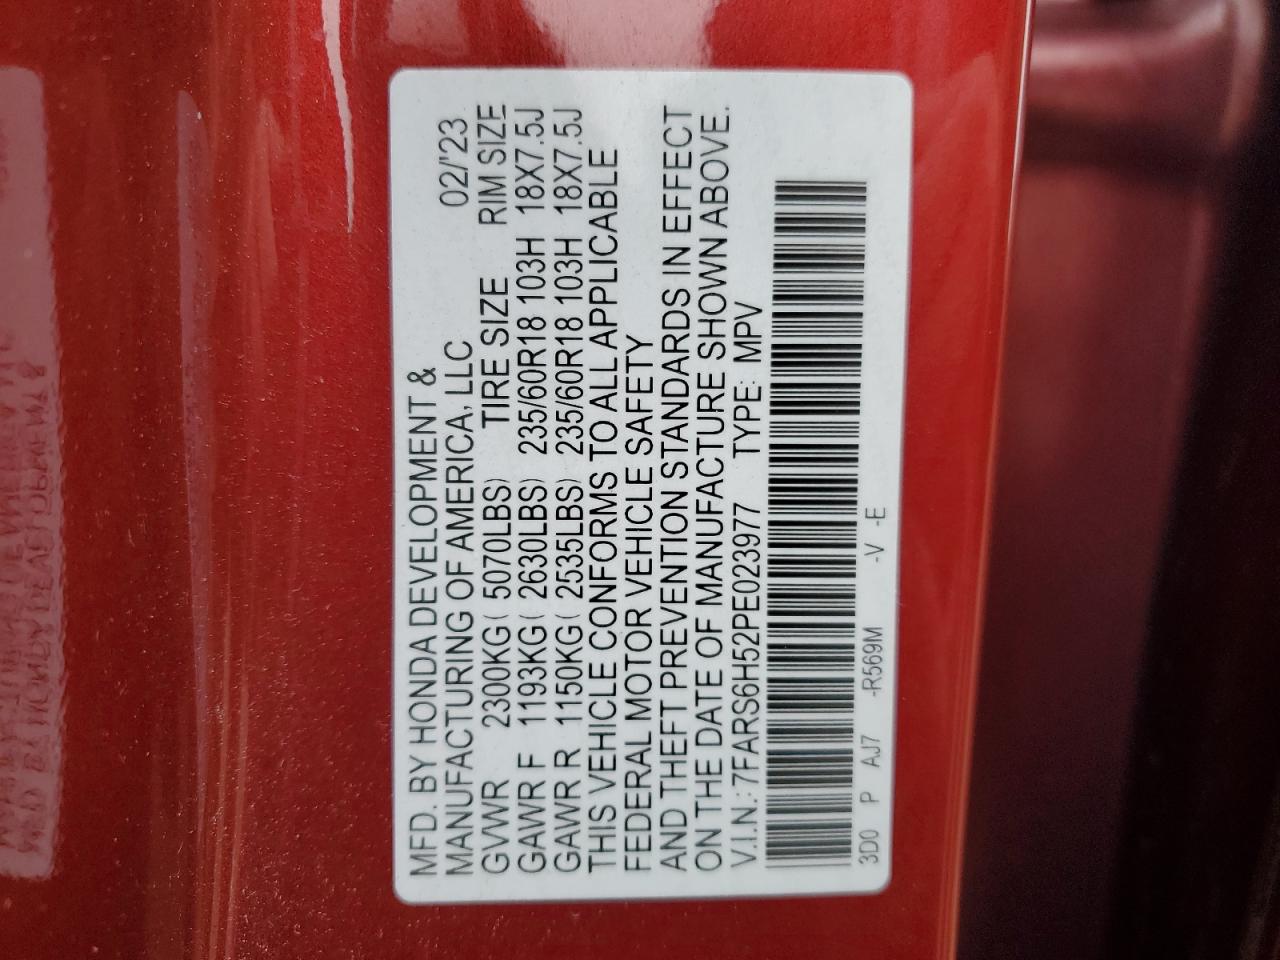 MFD. BY HONDA DEVELOPMENT &
MANUFACTURING OF AMERICA, LLC 02/'23
GVWR 2300KG( 5070LBS) TIRE SIZE RIM SIZE
GAWR F 1193KG( 2630LBS) 235/60R18 103H 18X7.5J
GAWR R 1150KG( 2535LBS) 235/60R18 103H 18X7.5J
THIS VEHICLE CONFORMS TO ALL APPLICABLE
FEDERAL MOTOR VEHICLE SAFETY
AND THEFT PREVENTION STANDARDS IN EFFECT
ON THE DATE OF MANUFACTURE SHOWN ABOVE.
V.I.N.: 7FARS6H52PE023977 TYPE: MPV
3D0 P AJ7 -R569M -V -E